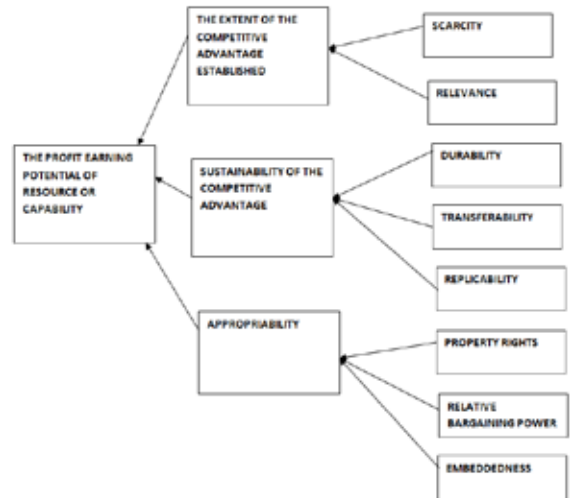 THE EXTENT OF THE
COMPETITIVE
ADVANTAGE
ESTABLISHED
SCARCITY
RELEVANCE
THE PROFIT EARNING
POTENTIAL OF
RESOURCE OR
CAPABILITY
SUSTAINABILITY OF THE
COMPETITIVE
ADVANTAGE
DURABILITY
TRANSFERABILITY
REPLICABILITY
APPROPRIABILITY
PROPERTY RIGHTS
RELATIVE
BARGAINING POWER
EMBEDDEDNESS